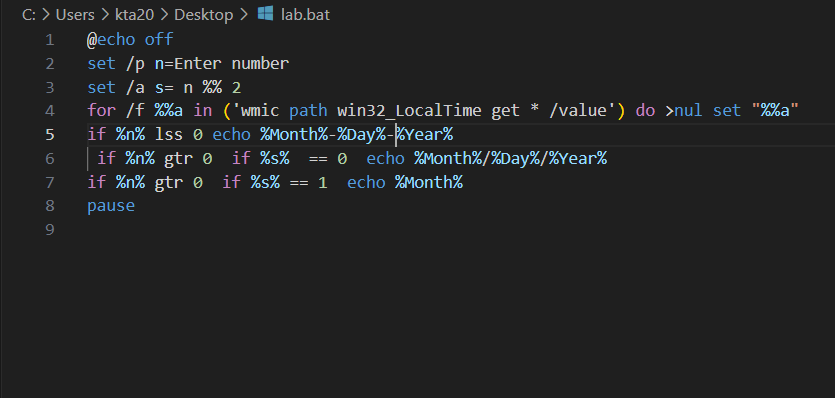 C: > Users > kta20 > Desktop > lab.bat
1 @echo off
2 set /p n=Enter number
3 set /a s= n %% 2
4 for /f %%a in ('wmic path win32_LocalTime get * /value') do >nul set "%%a"
5 if %n% lss 0 echo %Month%-%Day%-%Year%
6  if %n% gtr 0  if %s%  == 0  echo %Month%/%Day%/%Year%
7 if %n% gtr 0  if %s% == 1  echo %Month%
8 pause
9